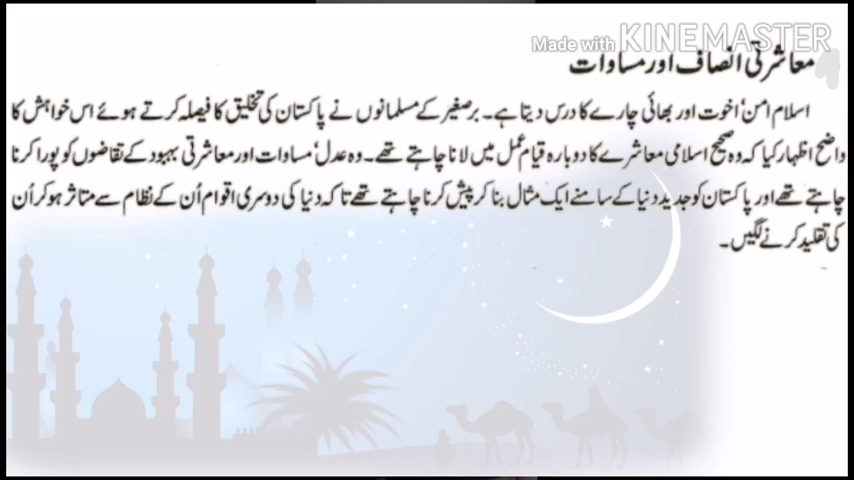 Made with KINEMASTER
معاشرتی انصاف اور مساوات
اسلام امن، اخوت اور بھائی چارے کا درس دیتا ہے۔ برصغیر کے مسلمانوں نے پاکستان کی تخلیق کا فیصلہ کرتے ہوئے اس خواہش کا
واضح اظہار کیا کہ وہ صحیح اسلامی معاشرے کا دوبارہ قیام عمل میں لانا چاہتے تھے۔ وہ عدل، مساوات اور معاشرتی بہبود کے تقاضوں کو پورا کرنا
چاہتے تھے اور پاکستان کو جدید دنیا کے سامنے ایک مثال بنا کر پیش کرنا چاہتے تھے تاکہ دنیا کی دوسری اقوام اُن کے نظام سے متاثر ہو کر اُن
کی تقلید کرنے لگیں۔